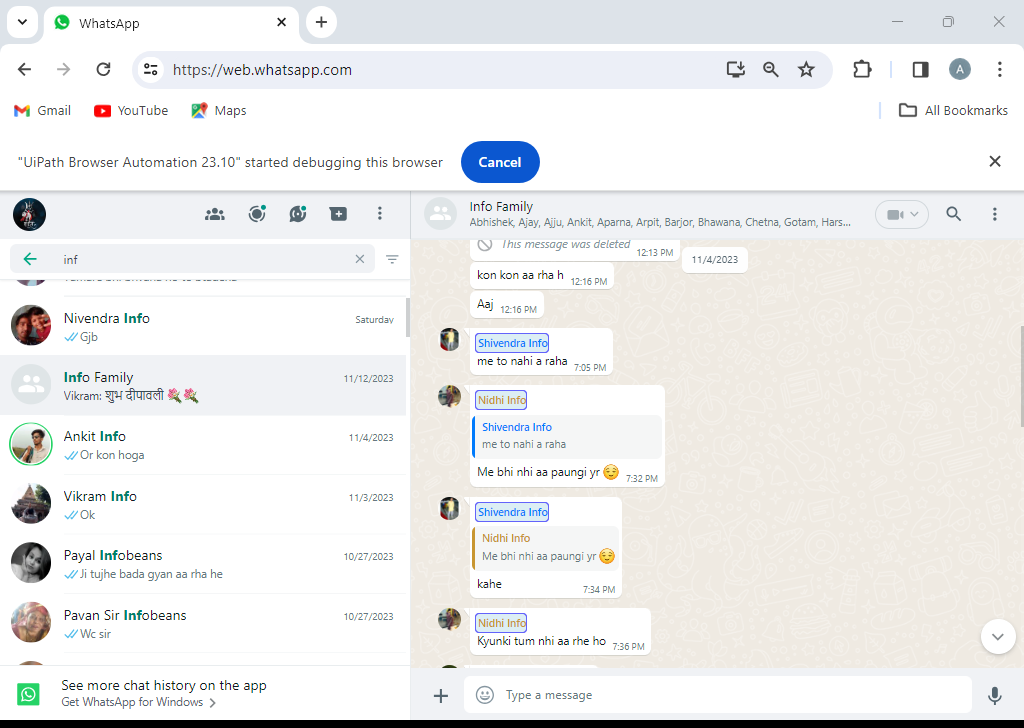 WhatsApp
https://web.whatsapp.com
A
Gmail
YouTube
Maps
All Bookmarks
"UiPath Browser Automation 23.10" started debugging this browser
Cancel
inf
Nivendra Info
Saturday
Gjb
Info Family
11/12/2023
Vikram: शुभ दीपावली
Ankit Info
11/4/2023
Or kon hoga
Vikram Info
11/3/2023
Ok
Payal Infobeans
10/27/2023
Ji tujhe bada gyan aa rha he
Pavan Sir Infobeans
10/27/2023
Wc sir
See more chat history on the app
Get WhatsApp for Windows
Info Family
Abhishek, Ajay, Ajju, Ankit, Aparna, Arpit, Barjor, Bhawana, Chetna, Gotam, Hars...
This message was deleted
12:13 PM
11/4/2023
kon kon aa rha h
12:16 PM
Aaj
12:16 PM
Shivendra Info
me to nahi a raha
7:05 PM
Nidhi Info
Shivendra Info
me to nahi a raha
Me bhi nhi aa paungi yr 😌
7:32 PM
Shivendra Info
Nidhi Info
Me bhi nhi aa paungi yr 😌
kahe
7:34 PM
Nidhi Info
Kyunki tum nhi aa rhe ho
7:36 PM
Type a message